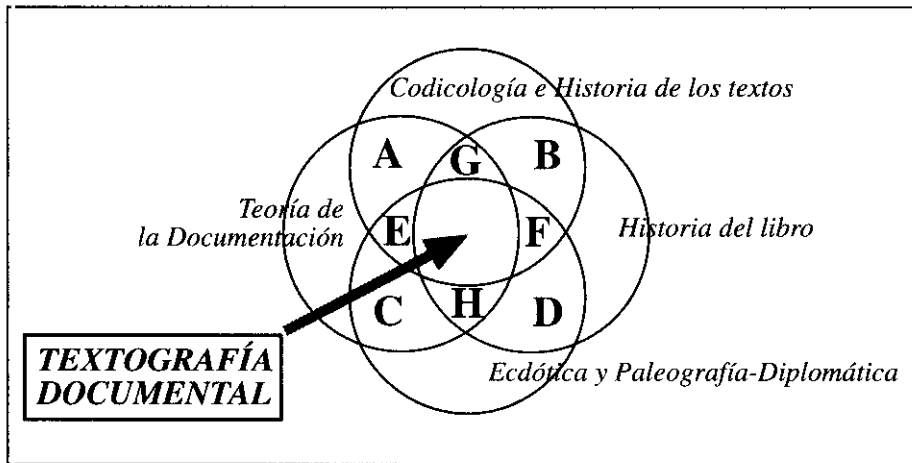 Codicología e Historia de los textos
A
G
B
Teoría de
la Documentación
E
F
Historia del libro
C
H
D
TEXTOGRAFÍA
DOCUMENTAL
Ecdótica y Paleografía-Diplomática